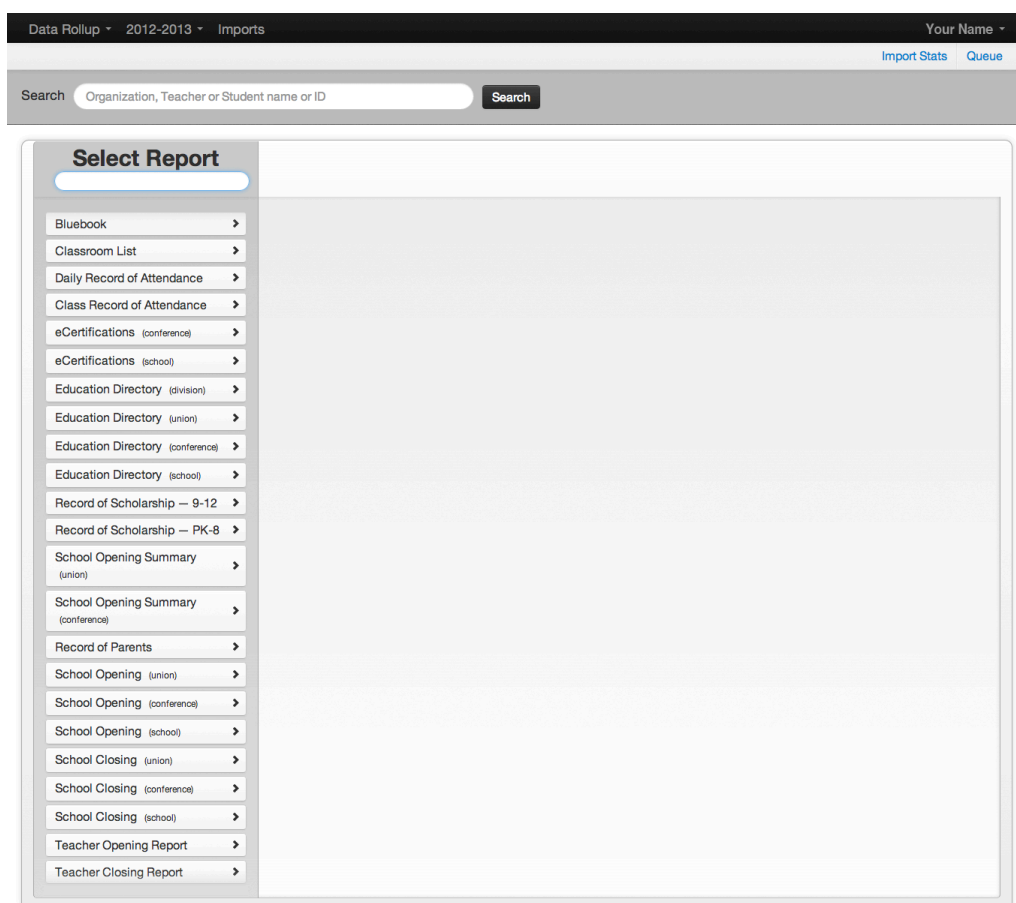 Data Rollup 2012-2013 Imports Your Name
Import Stats Queue
Search Organization, Teacher or Student name or ID Search
Select Report
Bluebook
Classroom List
Daily Record of Attendance
Class Record of Attendance
eCertifications (conference)
eCertifications (school)
Education Directory (division)
Education Directory (union)
Education Directory (conference)
Education Directory (school)
Record of Scholarship — 9-12
Record of Scholarship — PK-8
School Opening Summary
(union)
School Opening Summary
(conference)
Record of Parents
School Opening (union)
School Opening (conference)
School Opening (school)
School Closing (union)
School Closing (conference)
School Closing (school)
Teacher Opening Report
Teacher Closing Report